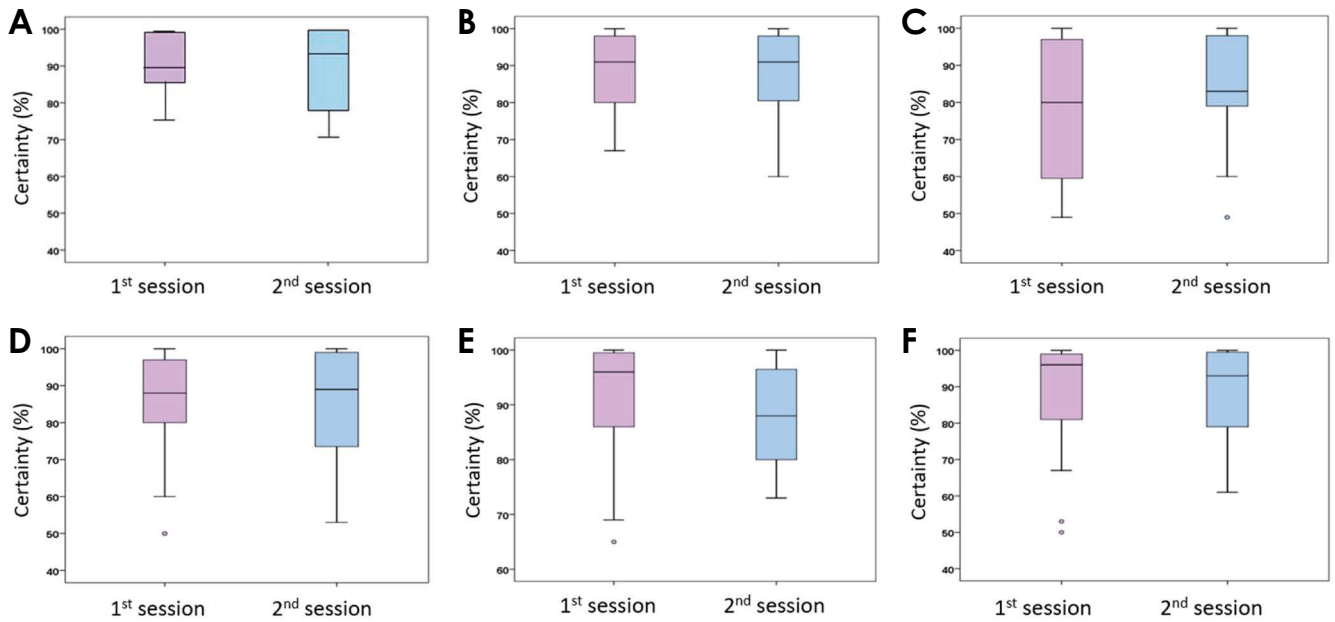 A
Certainty (%)
100
90
80
70
60
50
40
1st session
2nd session
B
Certainty (%)
100
90
80
70
60
50
40
1st session
2nd session
C
Certainty (%)
100
90
80
70
60
50
40
1st session
2nd session
D
Certainty (%)
100
90
80
70
60
50
40
1st session
2nd session
E
Certainty (%)
100
90
80
70
60
1st session
2nd session
F
Certainty (%)
100
90
80
70
60
50
40
1st session
2nd session